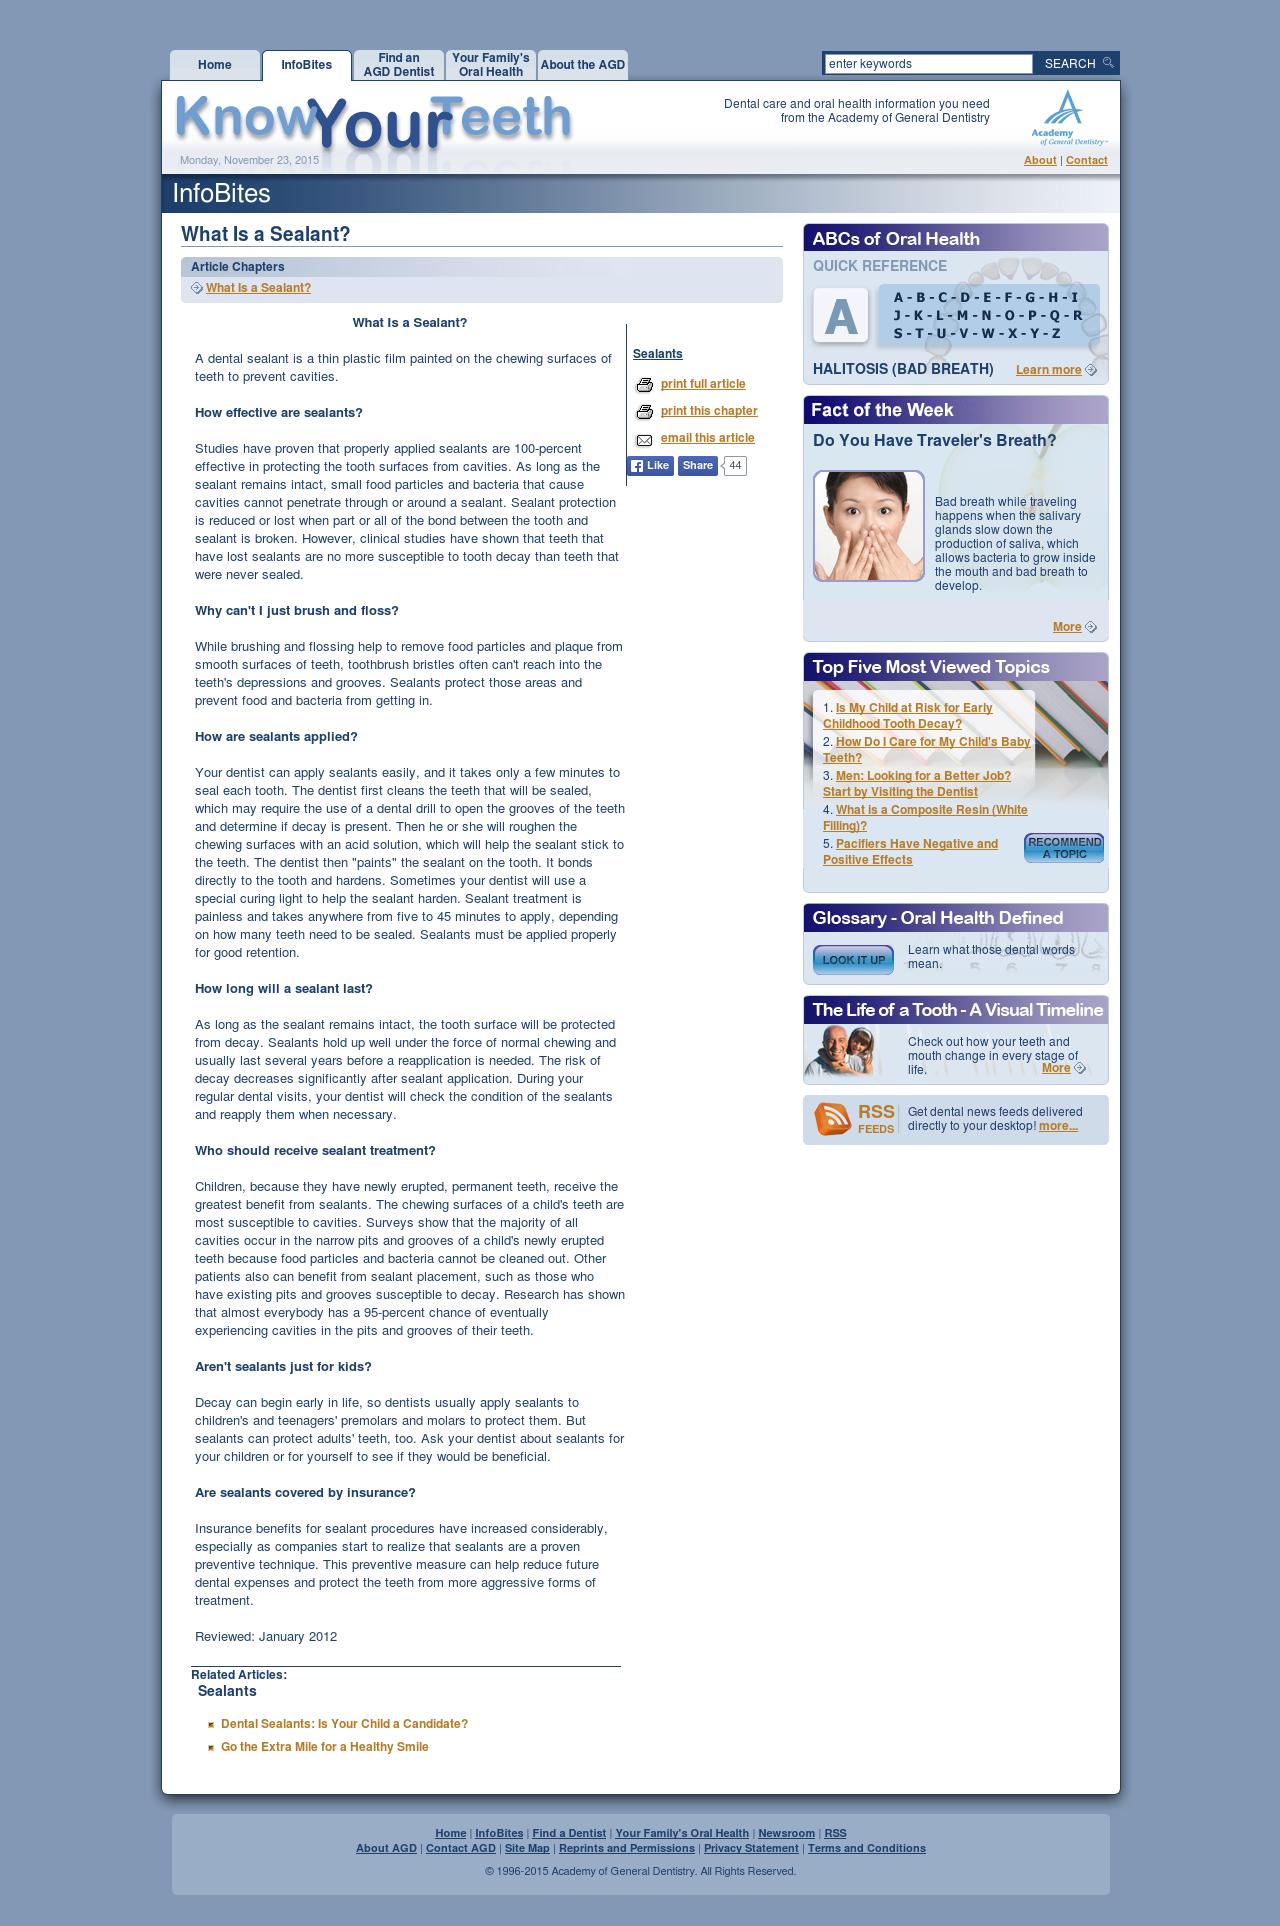 Home
InfoBites
Find an
AGD Dentist
Your Family's
Oral Health
About the AGD
enter keywords
SEARCH
KnowYourTeeth
Dental care and oral health information you need
from the Academy of General Dentistry
Academy
of General Dentistry
Monday, November 23, 2015
About | Contact
InfoBites
What Is a Sealant?
Article Chapters
What Is a Sealant?
What Is a Sealant?
A dental sealant is a thin plastic film painted on the chewing surfaces of
teeth to prevent cavities.
How effective are sealants?
Studies have proven that properly applied sealants are 100-percent
effective in protecting the tooth surfaces from cavities. As long as the
sealant remains intact, small food particles and bacteria that cause
cavities cannot penetrate through or around a sealant. Sealant protection
is reduced or lost when part or all of the bond between the tooth and
sealant is broken. However, clinical studies have shown that teeth that
have lost sealants are no more susceptible to tooth decay than teeth that
were never sealed.
Why can't I just brush and floss?
While brushing and flossing help to remove food particles and plaque from
smooth surfaces of teeth, toothbrush bristles often can't reach into the
teeth's depressions and grooves. Sealants protect those areas and
prevent food and bacteria from getting in.
How are sealants applied?
Your dentist can apply sealants easily, and it takes only a few minutes to
seal each tooth. The dentist first cleans the teeth that will be sealed,
which may require the use of a dental drill to open the grooves of the teeth
and determine if decay is present. Then he or she will roughen the
chewing surfaces with an acid solution, which will help the sealant stick to
the teeth. The dentist then "paints" the sealant on the tooth. It bonds
directly to the tooth and hardens. Sometimes your dentist will use a
special curing light to help the sealant harden. Sealant treatment is
painless and takes anywhere from five to 45 minutes to apply, depending
on how many teeth need to be sealed. Sealants must be applied properly
for good retention.
How long will a sealant last?
As long as the sealant remains intact, the tooth surface will be protected
from decay. Sealants hold up well under the force of normal chewing and
usually last several years before a reapplication is needed. The risk of
decay decreases significantly after sealant application. During your
regular dental visits, your dentist will check the condition of the sealants
and reapply them when necessary.
Who should receive sealant treatment?
Children, because they have newly erupted, permanent teeth, receive the
greatest benefit from sealants. The chewing surfaces of a child's teeth are
most susceptible to cavities. Surveys show that the majority of all
cavities occur in the narrow pits and grooves of a child's newly erupted
teeth because food particles and bacteria cannot be cleaned out. Other
patients also can benefit from sealant placement, such as those who
have existing pits and grooves susceptible to decay. Research has shown
that almost everybody has a 95-percent chance of eventually
experiencing cavities in the pits and grooves of their teeth.
Aren't sealants just for kids?
Decay can begin early in life, so dentists usually apply sealants to
children's and teenagers' premolars and molars to protect them. But
sealants can protect adults' teeth, too. Ask your dentist about sealants for
your children or for yourself to see if they would be beneficial.
Are sealants covered by insurance?
Insurance benefits for sealant procedures have increased considerably,
especially as companies start to realize that sealants are a proven
preventive technique. This preventive measure can help reduce future
dental expenses and protect the teeth from more aggressive forms of
treatment.
Reviewed: January 2012
Related Articles:
Sealants
Dental Sealants: Is Your Child a Candidate?
Go the Extra Mile for a Healthy Smile
Sealants
print full article
print this chapter
email this article
Like Share 44
ABCs of Oral Health
QUICK REFERENCE
A
A - B - C - D - E - F - G - H - I
J - K - L - M - N - O - P - Q - R
S - T - U - V - W - X - Y - Z
HALITOSIS (BAD BREATH)
Learn more
Fact of the Week
Do You Have Traveler's Breath?
Bad breath while traveling
happens when the salivary
glands slow down the
production of saliva, which
allows bacteria to grow inside
the mouth and bad breath to
develop.
More
Top Five Most Viewed Topics
1. Is My Child at Risk for Early
Childhood Tooth Decay?
2. How Do I Care for My Child's Baby
Teeth?
3. Men: Looking for a Better Job?
Start by Visiting the Dentist
4. What is a Composite Resin (White
Filling)?
5. Pacifiers Have Negative and
Positive Effects
RECOMMEND
A TOPIC
Glossary - Oral Health Defined
LOOK IT UP
Learn what those dental words
mean.
5 6 7 8
The Life of a Tooth - A Visual Timeline
Check out how your teeth and
mouth change in every stage of
life.
More
RSS
FEEDS
Get dental news feeds delivered
directly to your desktop! more...
Home | InfoBites | Find a Dentist | Your Family's Oral Health | Newsroom | RSS
About AGD | Contact AGD | Site Map | Reprints and Permissions | Privacy Statement | Terms and Conditions
© 1996-2015 Academy of General Dentistry. All Rights Reserved.